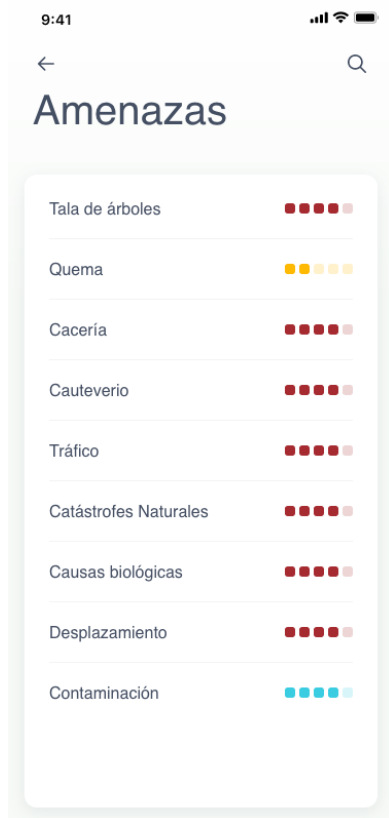 9:41
Amenazas
Tala de árboles
Quema
Cacería
Cauteverio
Tráfico
Catástrofes Naturales
Causas biológicas
Desplazamiento
Contaminación